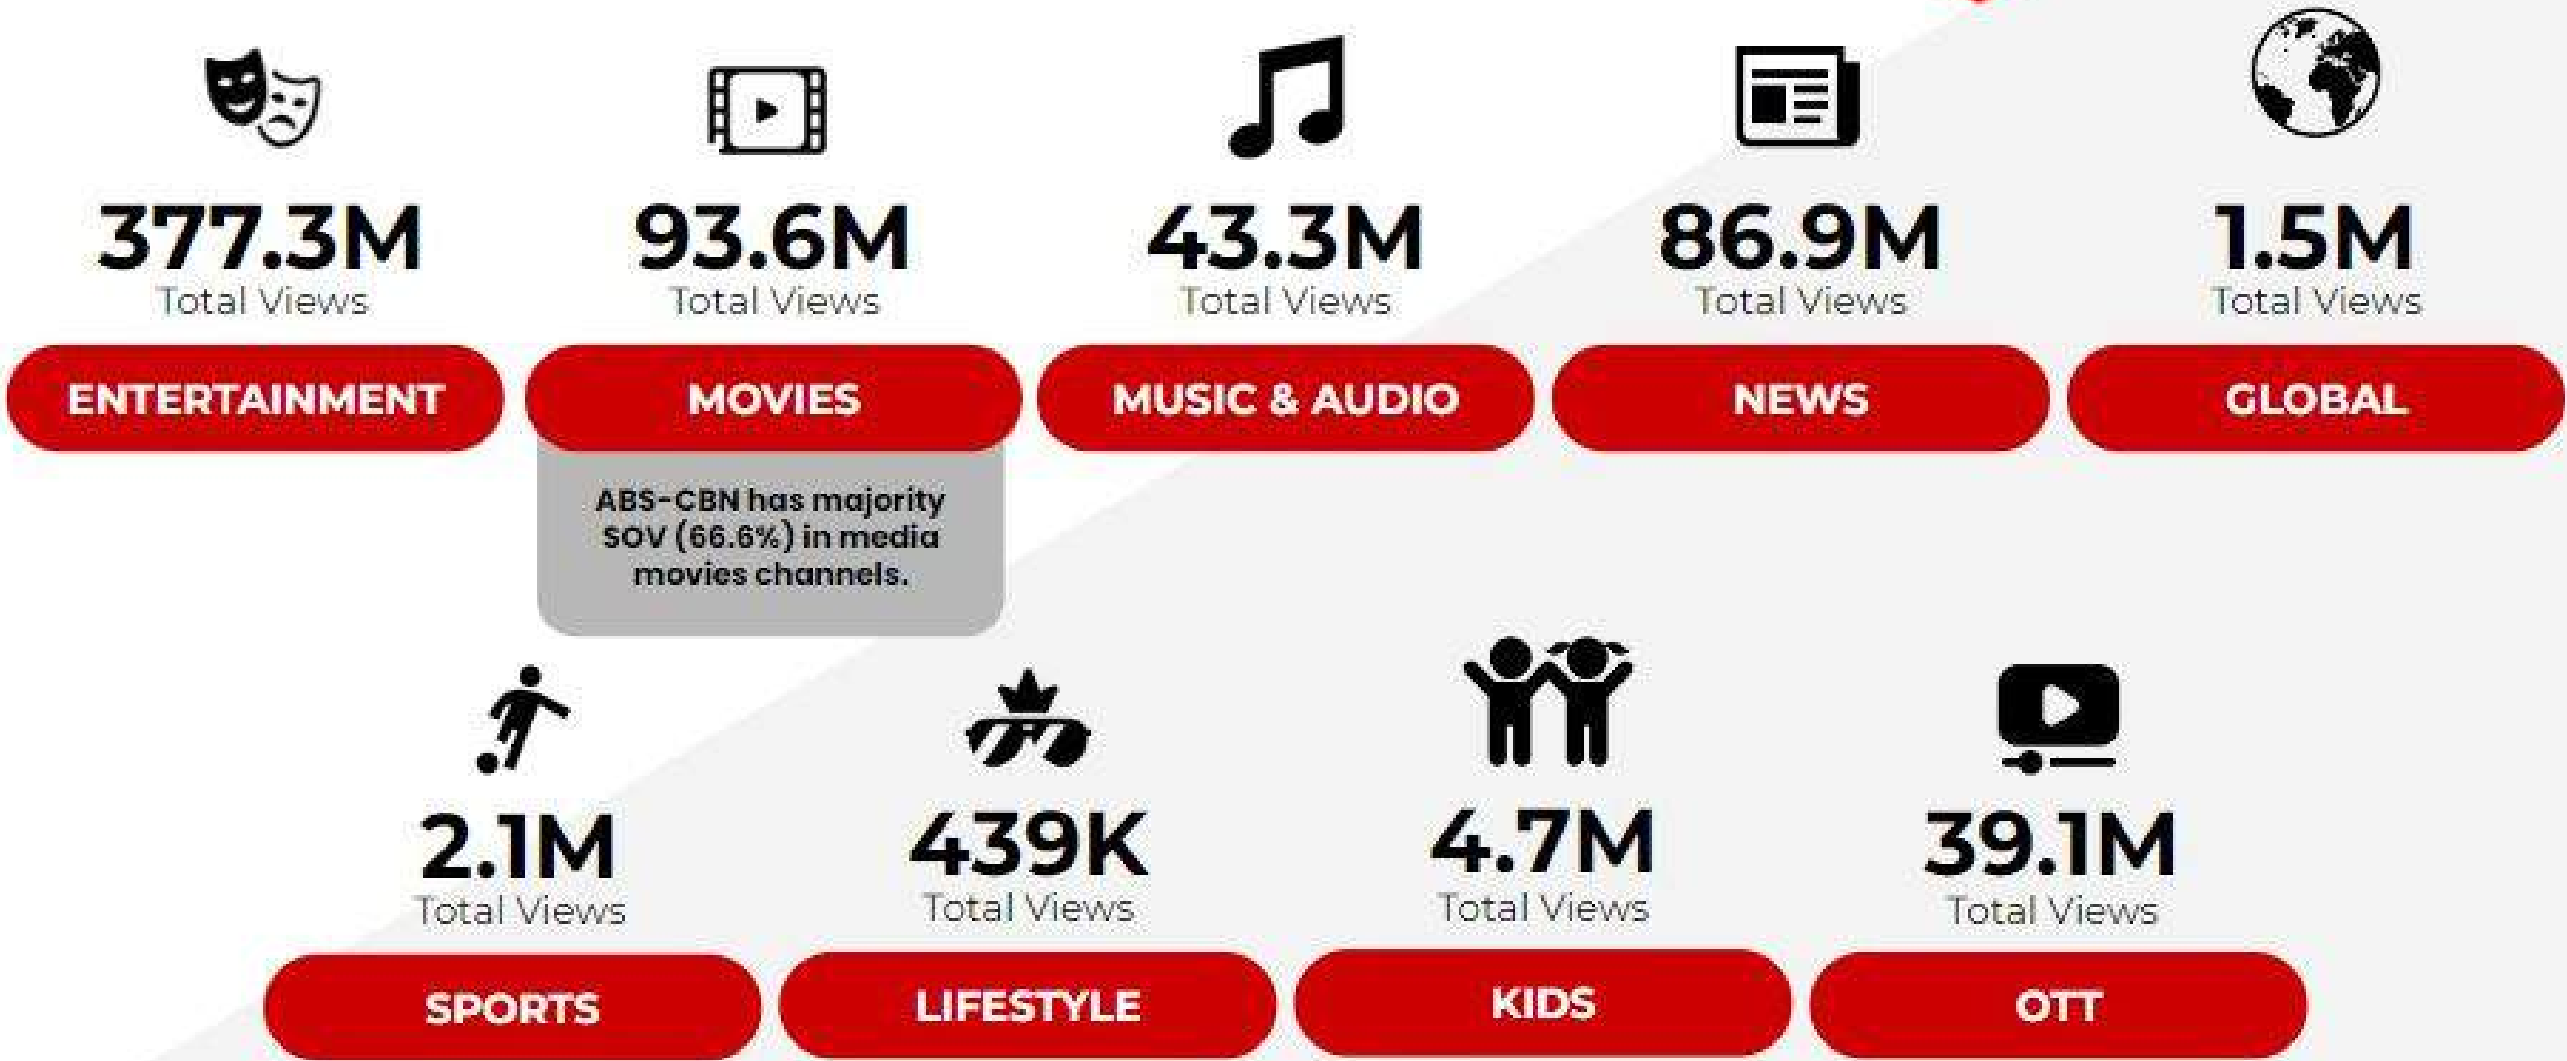 377.3M
Total Views
ENTERTAINMENT
93.6M
Total Views
MOVIES
ABS-CBN has majority
SOV (66.6%) in media
movies channels.
43.3M
Total Views
MUSIC & AUDIO
86.9M
Total Views
NEWS
1.5M
Total Views
GLOBAL
2.1M
Total Views
SPORTS
439K
Total Views
LIFESTYLE
4.7M
Total Views
KIDS
39.1M
Total Views
OTT